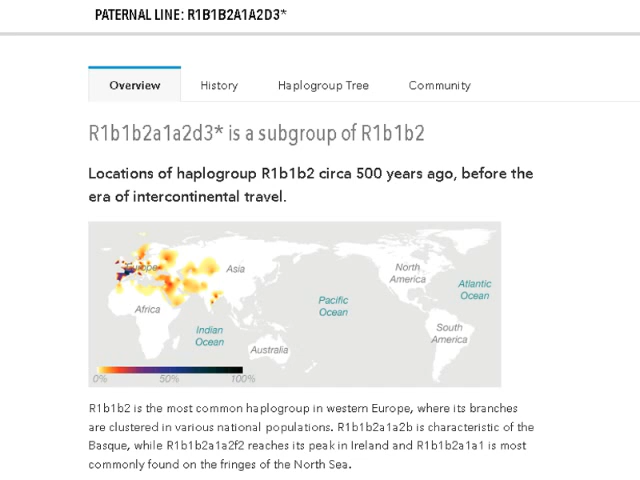 PATERNAL LINE: R1B1B2A1A2D3*
Overview History Haplogroup Tree Community
R1b1b2a1a2d3* is a subgroup of R1b1b2
Locations of haplogroup R1b1b2 circa 500 years ago, before the
era of intercontinental travel.
Europe Asia North
America
Atlantic
Ocean
Africa
Pacific
Ocean
Indian
Ocean
South
America
Australia
0% 50% 100%
R1b1b2 is the most common haplogroup in western Europe, where its branches
are clustered in various national populations. R1b1b2a1a2b is characteristic of the
Basque, while R1b1b2a1a2f2 reaches its peak in Ireland and R1b1b2a1a1 is most
commonly found on the fringes of the North Sea.